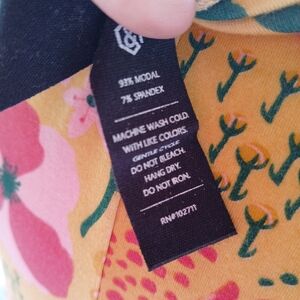 93% MODAL
7% SPANDEX
MACHINE WASH COLD.
WITH LIKE COLORS.
GENTLE CYCLE
DO NOT BLEACH.
HANG DRY.
DO NOT IRON.
RN#102711